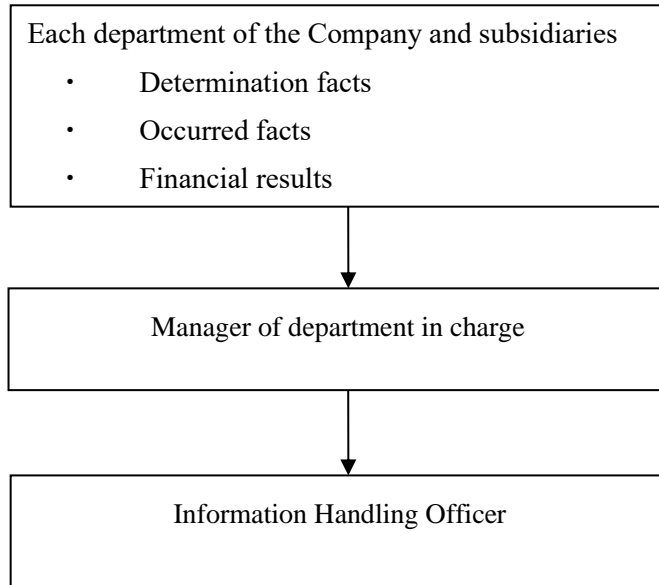 Each department of the Company and subsidiaries
・ Determination facts
・ Occurred facts
・ Financial results
Manager of department in charge
Information Handling Officer